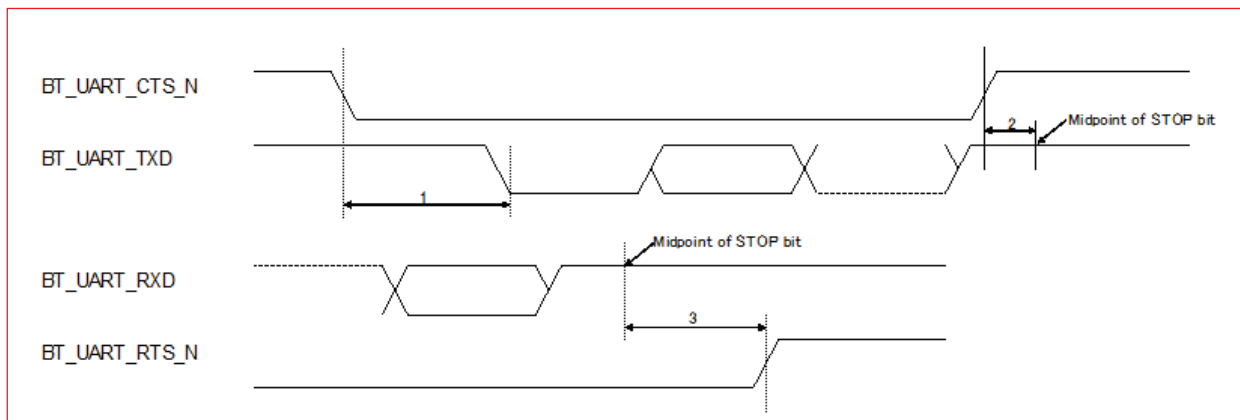 BT_UART_CTS_N
2
Midpoint of STOP bit
BT_UART_TXD
1
Midpoint of STOP bit
BT_UART_RXD
3
BT_UART_RTS_N